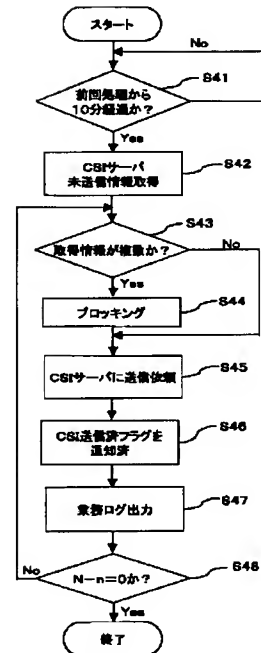 スタート
No
S41
前回処理から
10分経過か?
Yes
CSIサーバ
未送信情報取得
S42
S43
取得情報が複数か?
No
Yes
ブロッキング
S44
CSIサーバに送信依頼
S45
CSI送信済フラグを
通知済
S46
業務ログ出力
S47
N-n=0か?
S48
No
Yes
終了